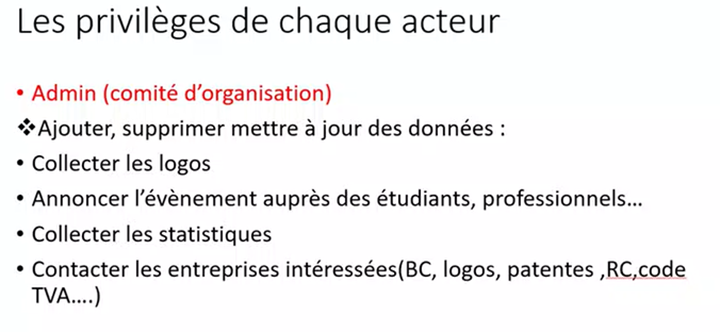 Les privilèges de chaque acteur
• Admin (comité d’organisation)
❖Ajouter, supprimer mettre à jour des données :
• Collecter les logos
• Annoncer l’évènement auprès des étudiants, professionnels…
• Collecter les statistiques
• Contacter les entreprises intéressées(BC, logos, patentes ,RC,code
TVA….)